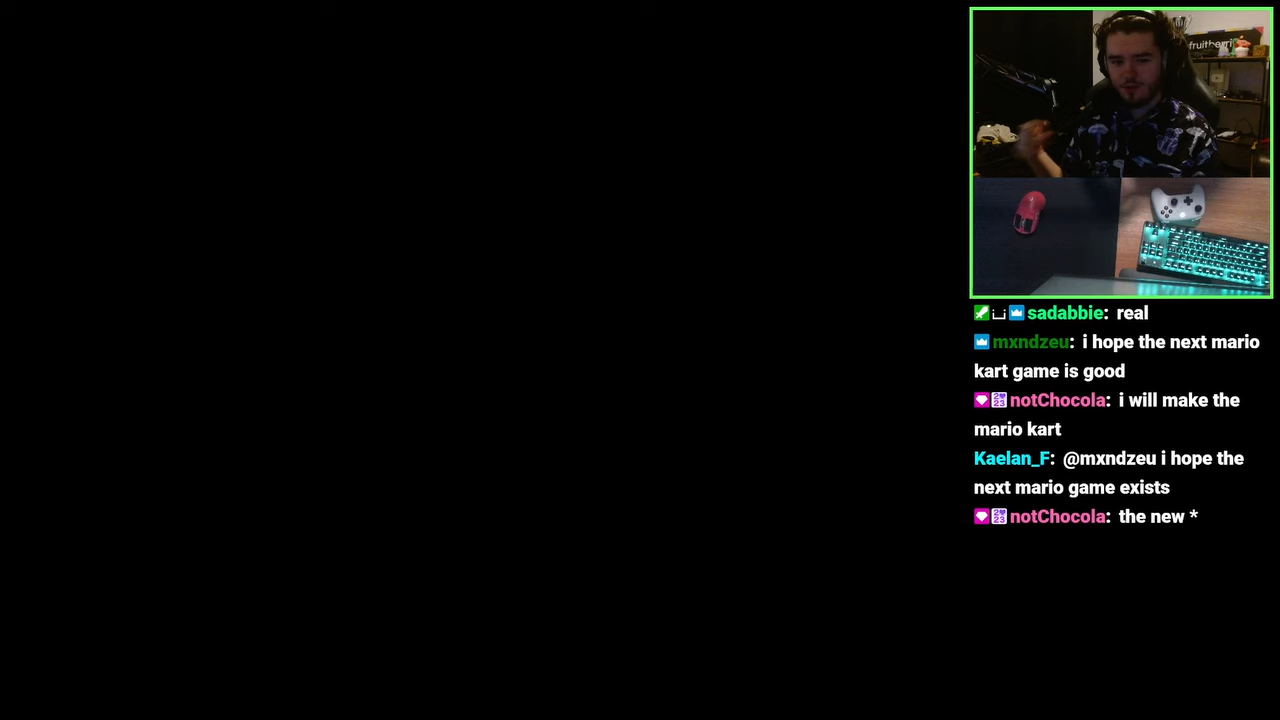 fruitberri
sadabbie: real
mxndzeu: i hope the next mario
kart game is good
notChocola: i will make the
mario kart
Kaelan_F: @mxndzeu i hope the
next mario game exists
notChocola: the new *